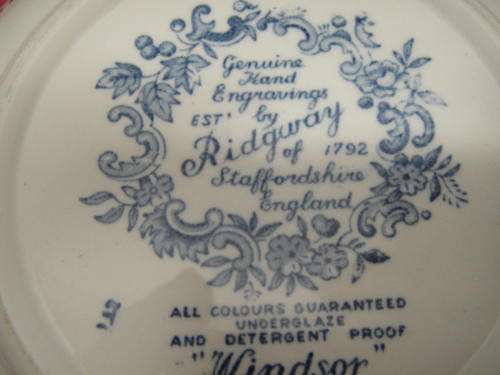 Genuine
Hand
Engravings
EST' by
Ridgway
of 1792
Staffordshire
England
ALL COLOURS GUARANTEED
UNDERGLAZE
AND DETERGENT PROOF
"Windsor"